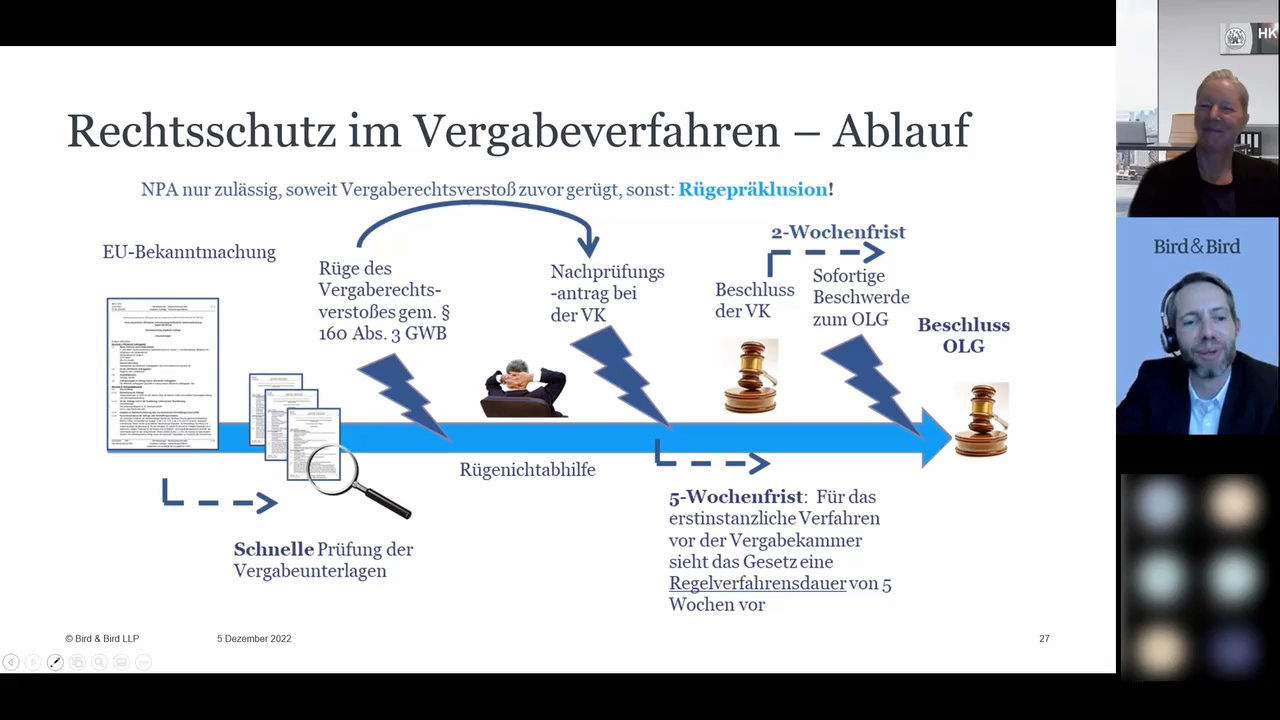 HK
Rechtsschutz im Vergabeverfahren – Ablauf
NPA nur zulässig, soweit Vergaberechtsverstoß zuvor gerügt, sonst: Rügepräklusion!
EU-Bekanntmachung
Rüge des
Vergaberechts-
verstoßes gem. §
160 Abs. 3 GWB
Nachprüfungs
-antrag bei
der VK
Beschluss
der VK
2-Wochenfrist
Sofortige
Beschwerde
zum OLG
Beschluss
OLG
Bird & Bird
Rügenichtabhilfe
Schnelle Prüfung der
Vergabeunterlagen
5-Wochenfrist: Für das
erstinstanzliche Verfahren
vor der Vergabekammer
sieht das Gesetz eine
Regelverfahrensdauer von 5
Wochen vor
© Bird & Bird LLP
5 Dezember 2022
27